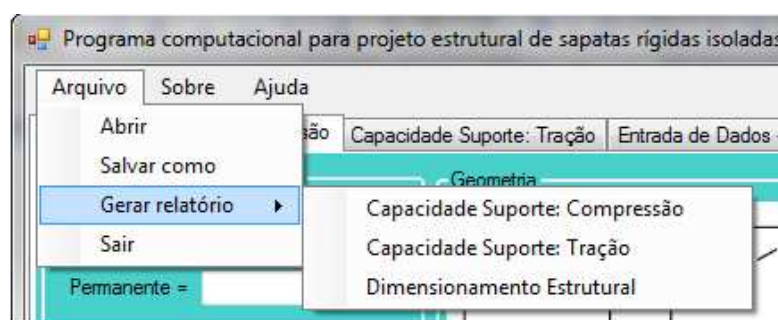 Programa computacional para projeto estrutural de sapatas rígidas isoladas
Arquivo Sobre Ajuda
Capacidade Suporte: Tração Entrada de Dados
Abrir
Salvar como
Geometria
Gerar relatório
Capacidade Suporte: Compressão
Capacidade Suporte: Tração
Sair
Permanente =
Dimensionamento Estrutural